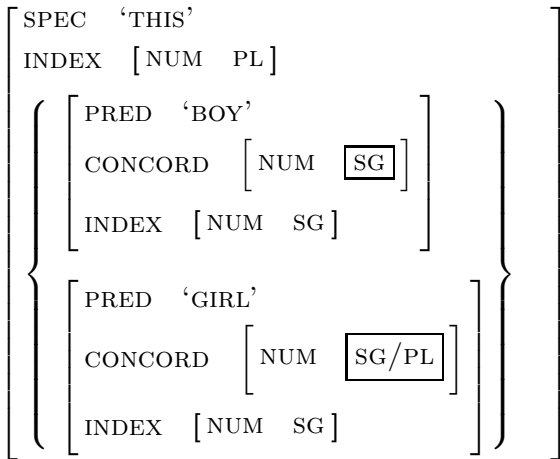 SPEC ‘THIS’
INDEX [NUM PL]
PRED ‘BOY’
CONCORD [NUM SG]
INDEX [NUM SG]
PRED ‘GIRL’
CONCORD [NUM SG/PL]
INDEX [NUM SG]